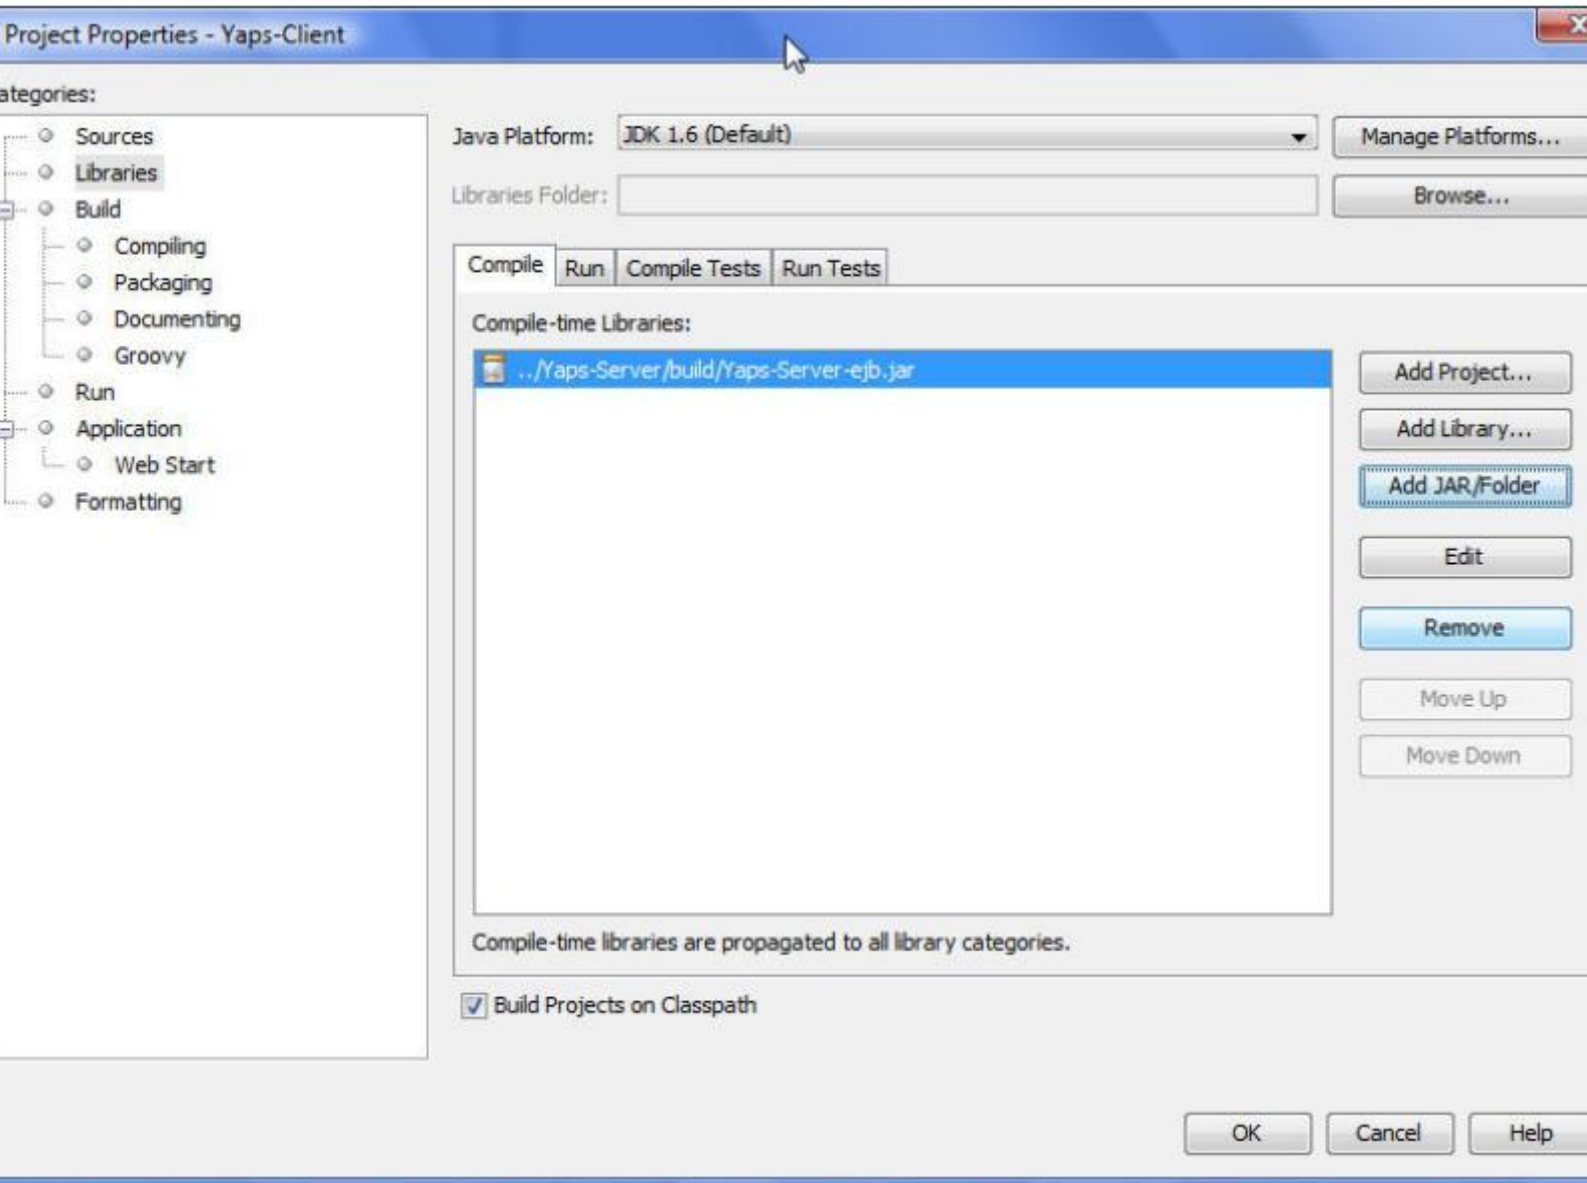 Project Properties - Yaps-Client
ategories:
Sources
Libraries
Build
Compiling
Packaging
Documenting
Groovy
Run
Application
Web Start
Formatting
Java Platform: JDK 1.6 (Default) Manage Platforms...
Libraries Folder: Browse...
Compile Run Compile Tests Run Tests
Compile-time Libraries:
../Yaps-Server/build/Yaps-Server-ejb.jar
Add Project...
Add Library...
Add JAR/Folder
Edit
Remove
Move Up
Move Down
Compile-time libraries are propagated to all library categories.
Build Projects on Classpath
OK Cancel Help